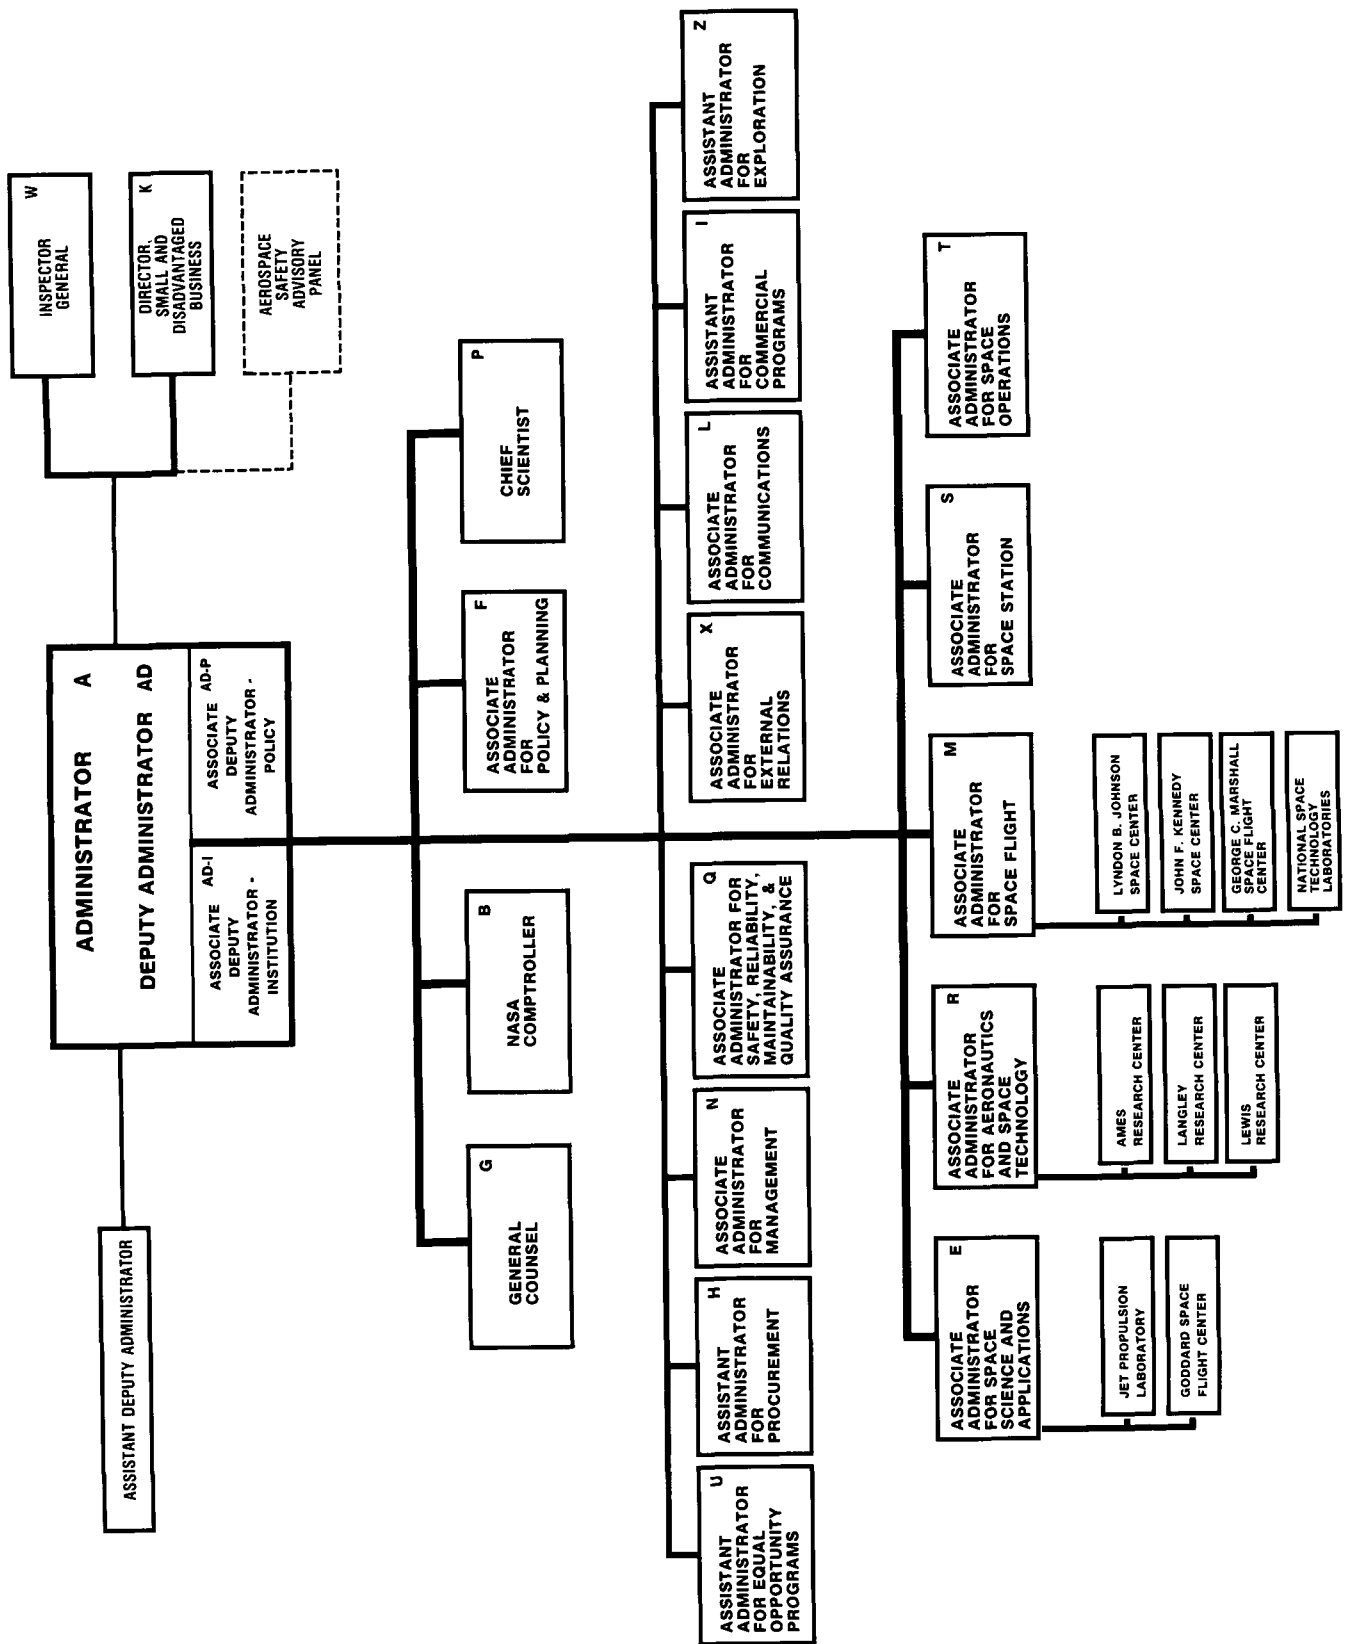 ASSISTANT DEPUTY ADMINISTRATOR
ADMINISTRATOR A
DEPUTY ADMINISTRATOR AD
ASSOCIATE AD-I
DEPUTY
ADMINISTRATOR -
INSTITUTION
ASSOCIATE AD-P
DEPUTY
ADMINISTRATOR -
POLICY
W
INSPECTOR
GENERAL
K
DIRECTOR,
SMALL AND
DISADVANTAGED
BUSINESS
AEROSPACE
SAFETY
ADVISORY
PANEL
G
GENERAL
COUNSEL
B
NASA
COMPTROLLER
F
ASSOCIATE
ADMINISTRATOR
FOR
POLICY & PLANNING
P
CHIEF
SCIENTIST
U
ASSISTANT
ADMINISTRATOR
FOR EQUAL
OPPORTUNITY
PROGRAMS
H
ASSISTANT
ADMINISTRATOR
FOR
PROCUREMENT
N
ASSOCIATE
ADMINISTRATOR
FOR
MANAGEMENT
Q
ASSOCIATE
ADMINISTRATOR FOR
SAFETY, RELIABILITY,
MAINTAINABILITY, &
QUALITY ASSURANCE
X
ASSOCIATE
ADMINISTRATOR
FOR
EXTERNAL
RELATIONS
L
ASSOCIATE
ADMINISTRATOR
FOR
COMMUNICATIONS
I
ASSISTANT
ADMINISTRATOR
FOR
COMMERCIAL
PROGRAMS
Z
ASSISTANT
ADMINISTRATOR
FOR
EXPLORATION
E
ASSOCIATE
ADMINISTRATOR
FOR SPACE
SCIENCE AND
APPLICATIONS
JET PROPULSION
LABORATORY
GODDARD SPACE
FLIGHT CENTER
R
ASSOCIATE
ADMINISTRATOR
FOR AERONAUTICS
AND SPACE
TECHNOLOGY
AMES
RESEARCH CENTER
LANGLEY
RESEARCH CENTER
LEWIS
RESEARCH CENTER
M
ASSOCIATE
ADMINISTRATOR
FOR
SPACE FLIGHT
LYNDON B. JOHNSON
SPACE CENTER
JOHN F. KENNEDY
SPACE CENTER
GEORGE C. MARSHALL
SPACE FLIGHT
CENTER
NATIONAL SPACE
TECHNOLOGY
LABORATORIES
S
ASSOCIATE
ADMINISTRATOR
FOR
SPACE STATION
T
ASSOCIATE
ADMINISTRATOR
FOR SPACE
OPERATIONS